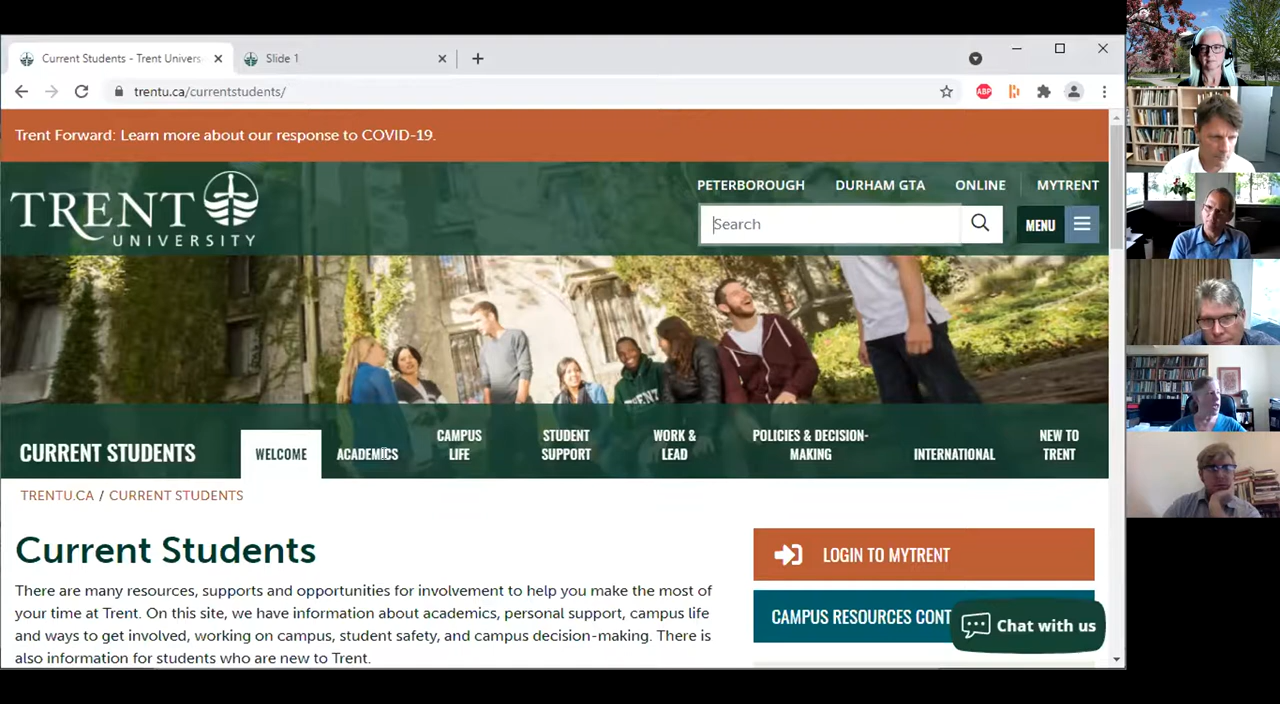 Current Students - Trent Univers
Slide 1
trentu.ca/currentstudents/
ABP
Trent Forward: Learn more about our response to COVID-19.
TRENT
UNIVERSITY
PETERBOROUGH
DURHAM GTA
ONLINE
MYTRENT
Search
MENU
TRENT
CURRENT STUDENTS
WELCOME
ACADEMICS
CAMPUS
LIFE
STUDENT
SUPPORT
WORK &
LEAD
POLICIES & DECISION-
MAKING
INTERNATIONAL
NEW TO
TRENT
TRENTU.CA / CURRENT STUDENTS
Current Students
There are many resources, supports and opportunities for involvement to help you make the most of
your time at Trent. On this site, we have information about academics, personal support, campus life
and ways to get involved, working on campus, student safety, and campus decision-making. There is
also information for students who are new to Trent.
LOGIN TO MYTRENT
CAMPUS RESOURCES CONT
Chat with us